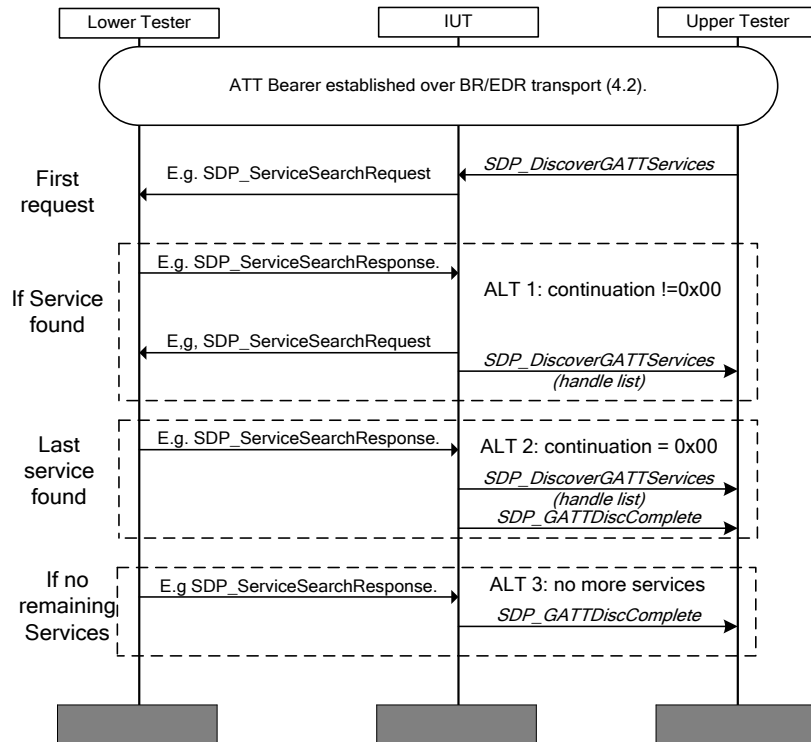 Lower Tester
IUT
Upper Tester
ATT Bearer established over BR/EDR transport (4.2).
First
request
E.g. SDP_ServiceSearchRequest
SDP_DiscoverGATTServices
If Service
found
E.g. SDP_ServiceSearchResponse.
ALT 1: continuation !=0x00
E,g, SDP_ServiceSearchRequest
SDP_DiscoverGATTServices
(handle list)
Last
service
found
E.g. SDP_ServiceSearchResponse.
ALT 2: continuation = 0x00
SDP_DiscoverGATTServices
(handle list)
SDP_GATTDiscComplete
If no
remaining
Services
E.g SDP_ServiceSearchResponse.
ALT 3: no more services
SDP_GATTDiscComplete